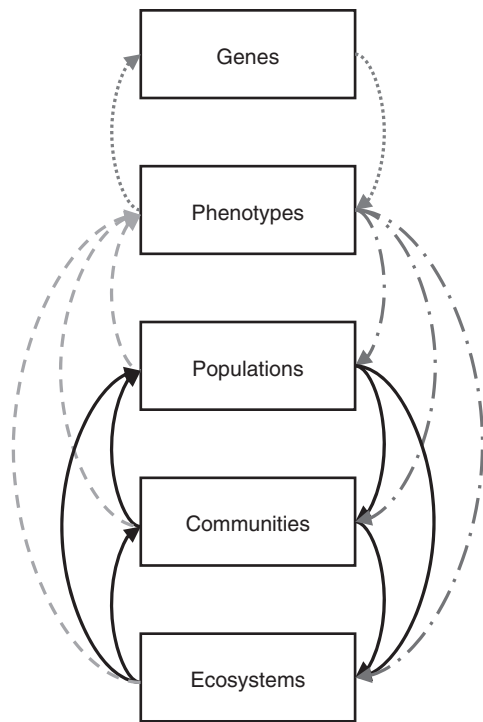 Genes
Phenotypes
Populations
Communities
Ecosystems